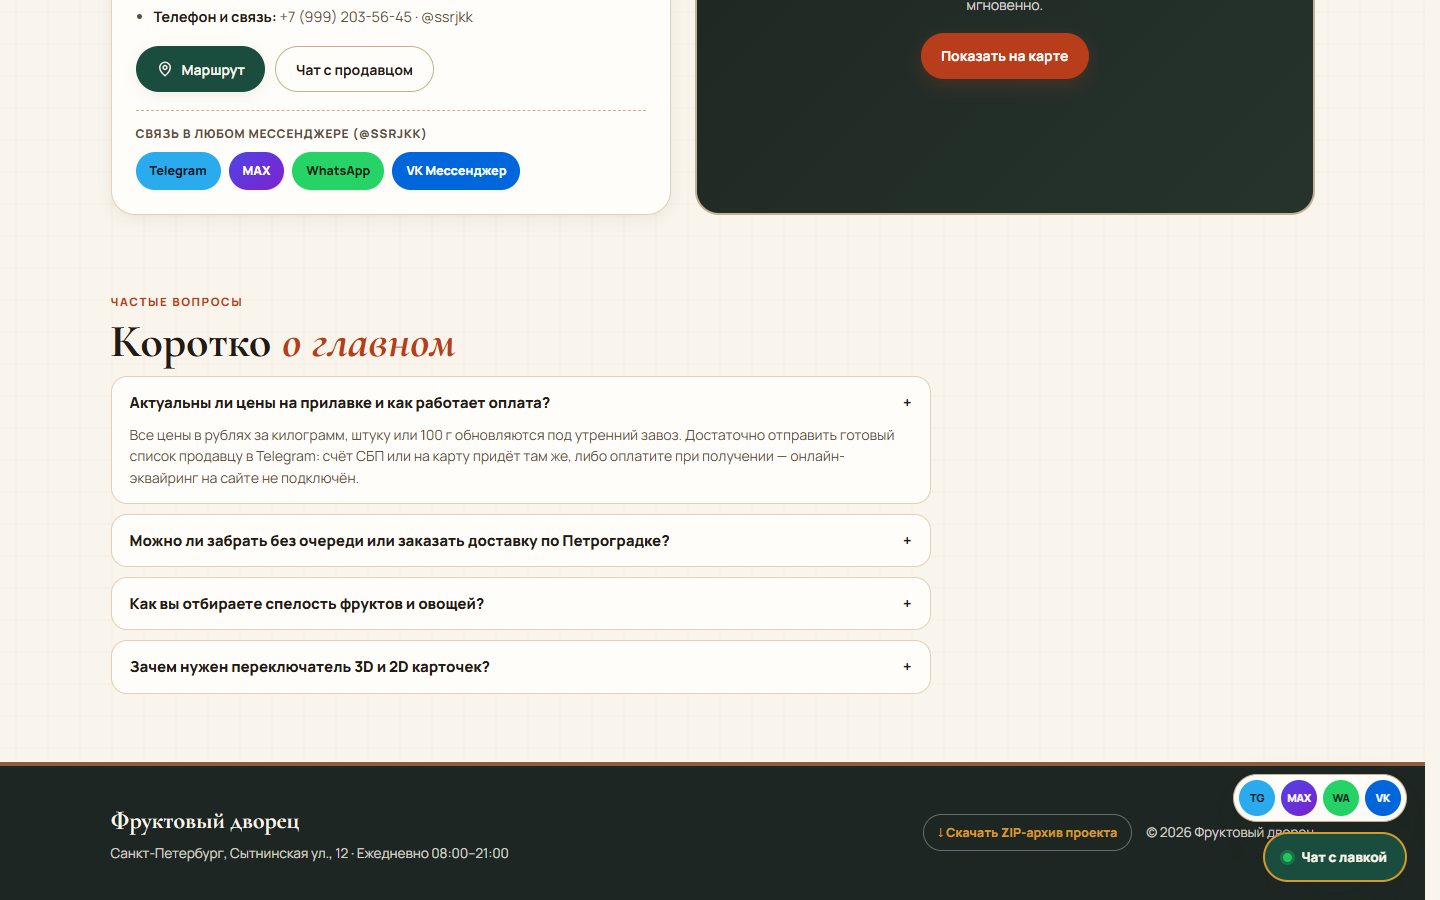 Телефон и связь: +7 (999) 203-56-45 · @ssrjkk
Маршрут
Чат с продавцом
СВЯЗЬ В ЛЮБОМ МЕССЕНДЖЕРЕ (@SSRJKK)
Telegram
MAX
WhatsApp
VK Мессенджер
мгновенно.
Показать на карте
ЧАСТЫЕ ВОПРОСЫ
Коротко о главном
Актуальны ли цены на прилавке и как работает оплата?
+
Все цены в рублях за килограмм, штуку или 100 г обновляются под утренний завоз. Достаточно отправить готовый
список продавцу в Telegram: счёт СБП или на карту придёт там же, либо оплатите при получении — онлайн-
эквайринг на сайте не подключён.
Можно ли забрать без очереди или заказать доставку по Петроградке?
+
Как вы отбираете спелость фруктов и овощей?
+
Зачем нужен переключатель 3D и 2D карточек?
+
Фруктовый дворец
Санкт-Петербург, Сытнинская ул., 12 · Ежедневно 08:00–21:00
↓ Скачать ZIP-архив проекта
© 2026 Фруктовый дворец
TG
MAX
WA
VK
Чат с лавкой